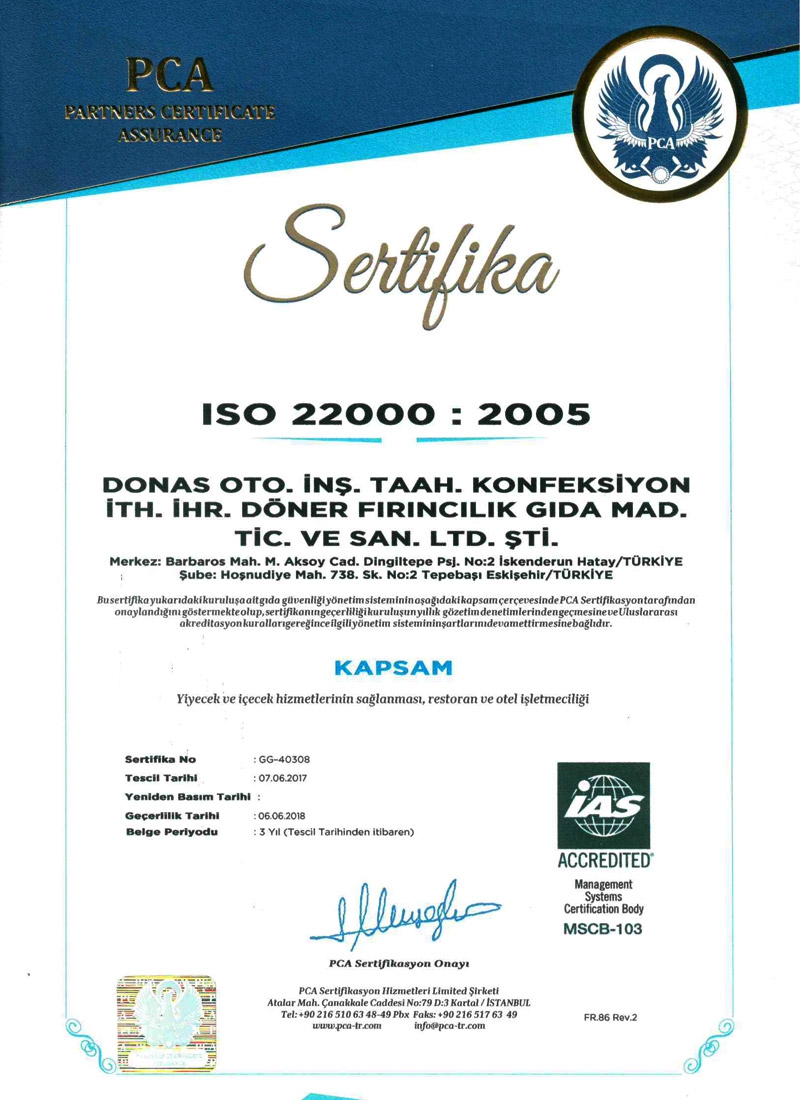 PCA
PARTNERS CERTIFICATE
ASSURANCE
PCA
Sertifika
ISO 22000 : 2005
DONAS OTO. İNŞ. TAAH. KONFEKSİYON
İTH. İHR. DÖNER FIRINCILIK GIDA MAD.
TİC. VE SAN. LTD. ŞTİ.
Merkez: Barbaros Mah. M. Aksoy Cad. Dingiltepe Psj. No:2 İskenderun Hatay/TÜRKİYE
Şube: Hoşnudiye Mah. 738. Sk. No:2 Tepebaşı Eskişehir/TÜRKİYE
Bu sertifika yukarıdaki kuruluşa ait gıda güvenliği yönetim sisteminin aşağıdaki kapsam çerçevesinde PCA Sertifikasyon tarafından
onaylandığını göstermekte olup, sertifikanın geçerliliği kuruluşun yıllık gözetim denetimlerinden geçmesine ve Uluslararası
akreditasyon kuralları gereğince ilgili yönetim sisteminin şartlarını devam ettirmesine bağlıdır.
KAPSAM
Yiyecek ve içecek hizmetlerinin sağlanması, restoran ve otel işletmeciliği
Sertifika No : GG-40308
Tescil Tarihi : 07.06.2017
Yeniden Basım Tarihi :
Geçerlilik Tarihi : 06.06.2018
Belge Periyodu : 3 Yıl (Tescil Tarihinden itibaren)
IAS
ACCREDITED®
Management
Systems
Certification Body
MSCB-103
PCA Sertifikasyon Onayı
PCA Sertifikasyon Hizmetleri Limited Şirketi
Atalar Mah. Çanakkale Caddesi No:79 D:3 Kartal / İSTANBUL
Tel: +90 216 510 63 48-49 Pbx Faks: +90 216 517 63 49
www.pca-tr.com info@pca-tr.com
FR.86 Rev.2